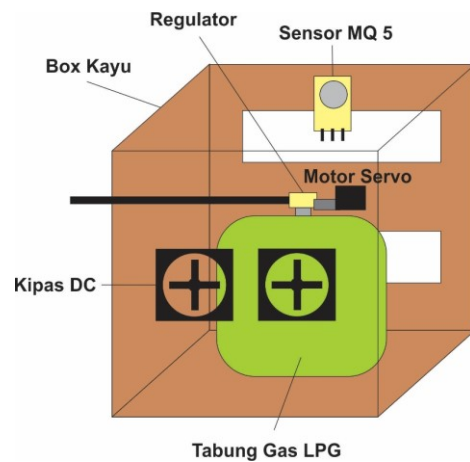 Regulator
Sensor MQ 5
Box Kayu
Motor Servo
Kipas DC
Tabung Gas LPG